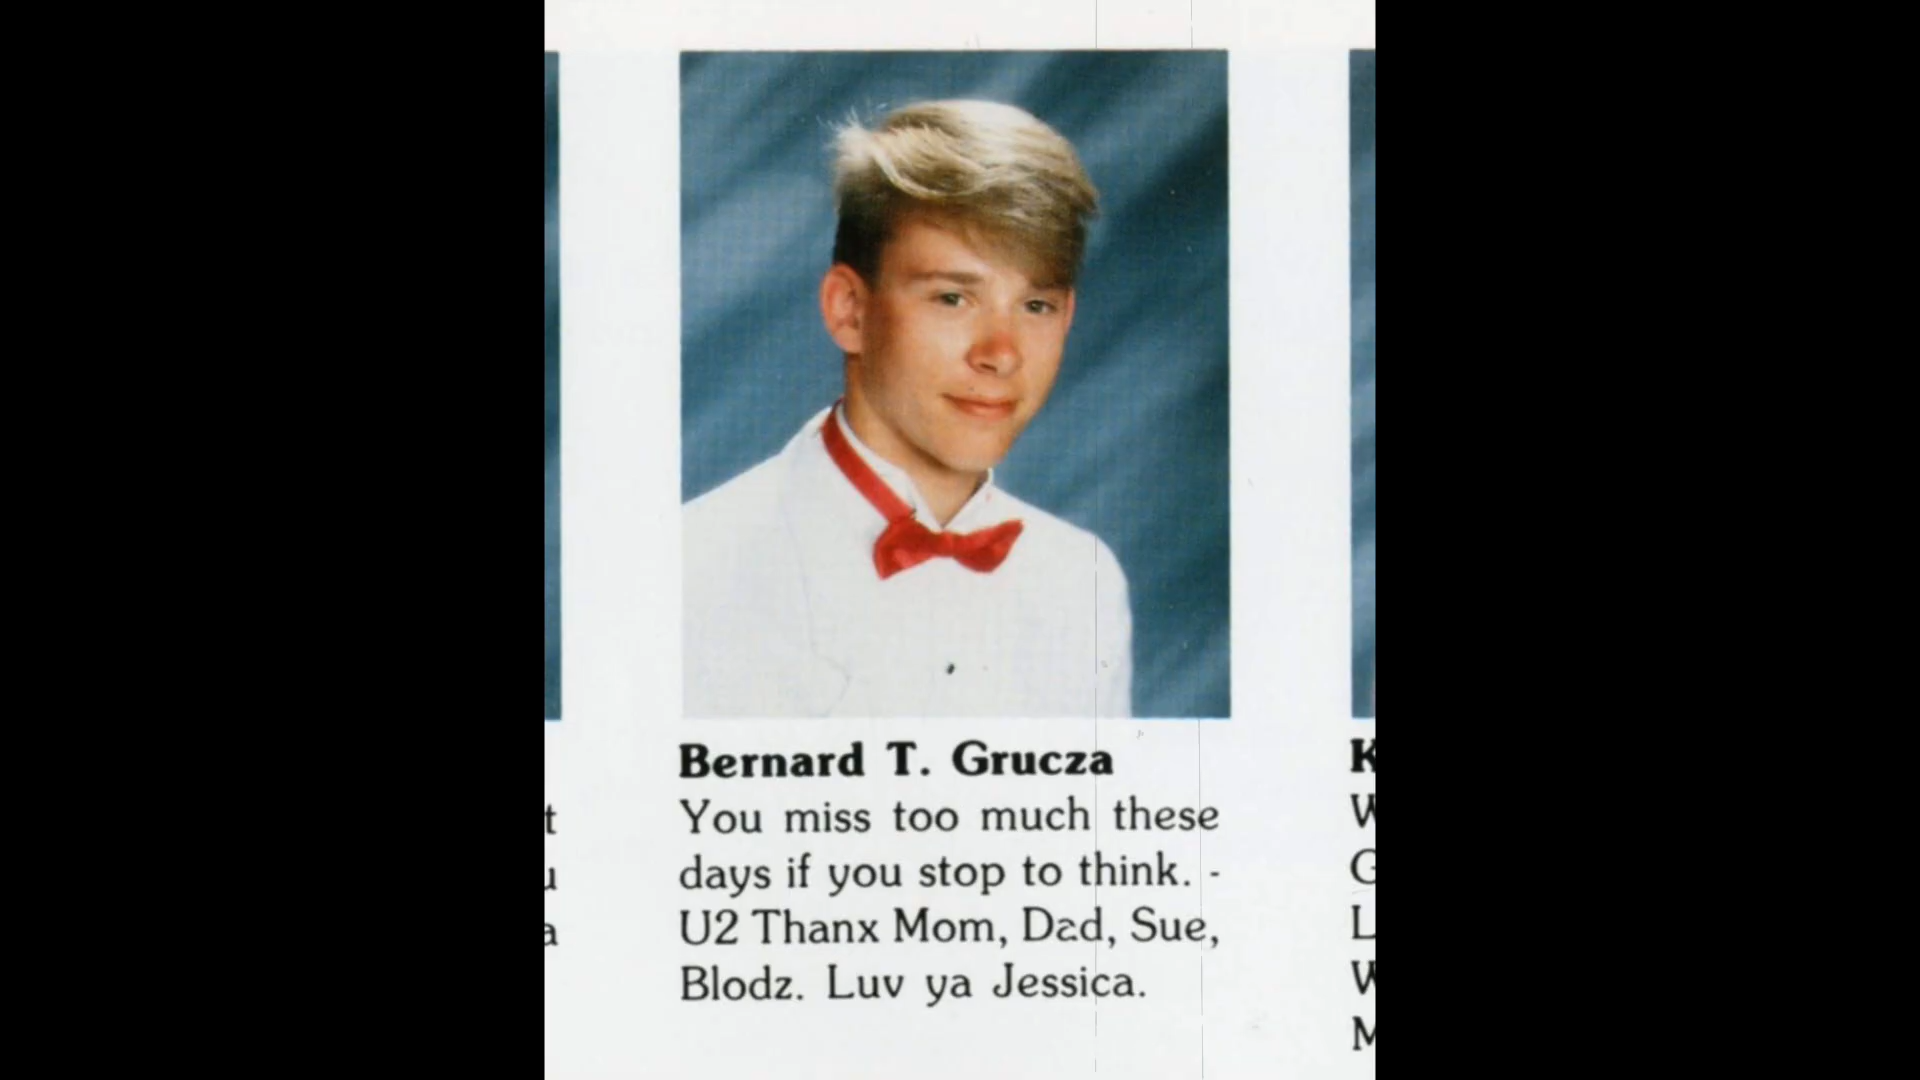 Bernard T. Grucza
You miss too much these
days if you stop to think. -
U2 Thanx Mom, Dad, Sue,
Blodz. Luv ya Jessica.
t
u
a
K
W
G
L
W
M